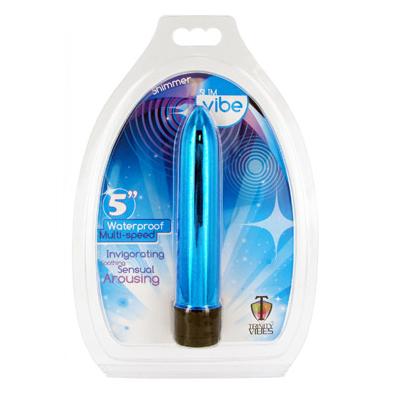 Shimmer
SLIM
vibe
5"
Waterproof
Multi-speed
Invigorating
Soothing
Sensual
Arousing
TRINITY
VIBES